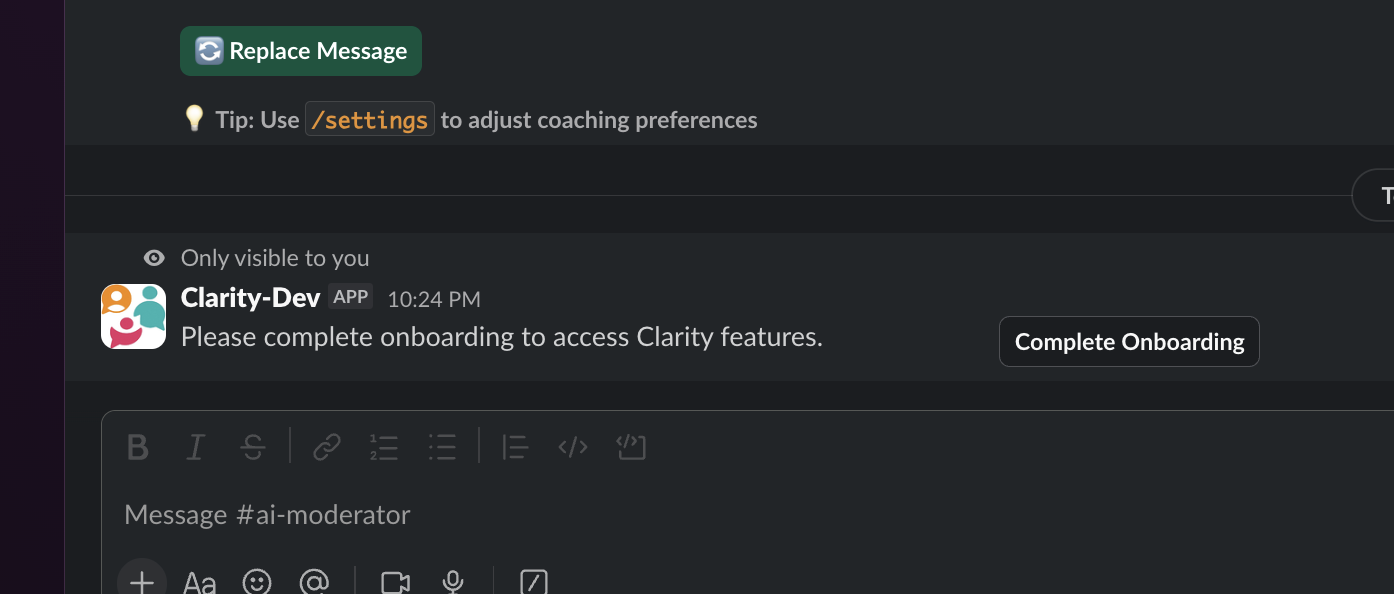 Replace Message
Tip: Use /settings to adjust coaching preferences
Only visible to you
Clarity-Dev APP 10:24 PM
Please complete onboarding to access Clarity features.
Complete Onboarding
Message #ai-moderator
Aa